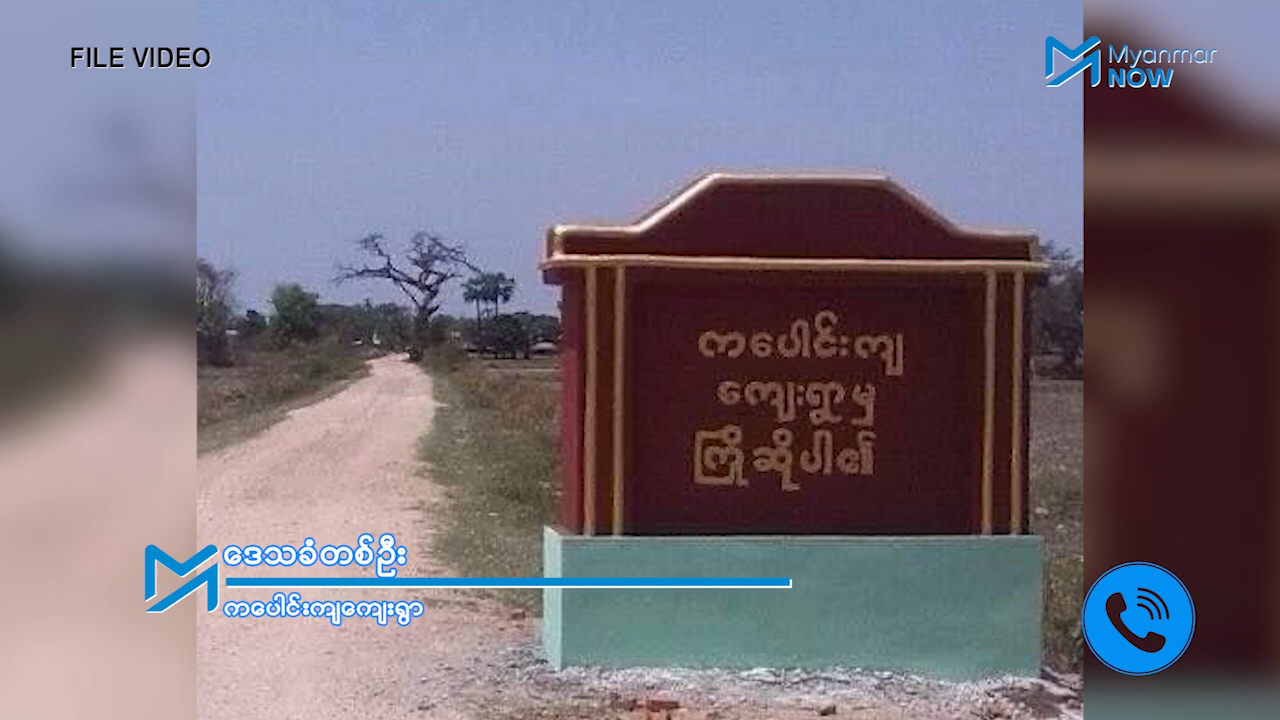 FILE VIDEO
Myanmar
NOW
ကပေါင်းကျ
ကျေးရွာမှ
ကြိုဆိုပါ၏
ဒေသခံတစ်ဦး
ကပေါင်းကျကျေးရွာ